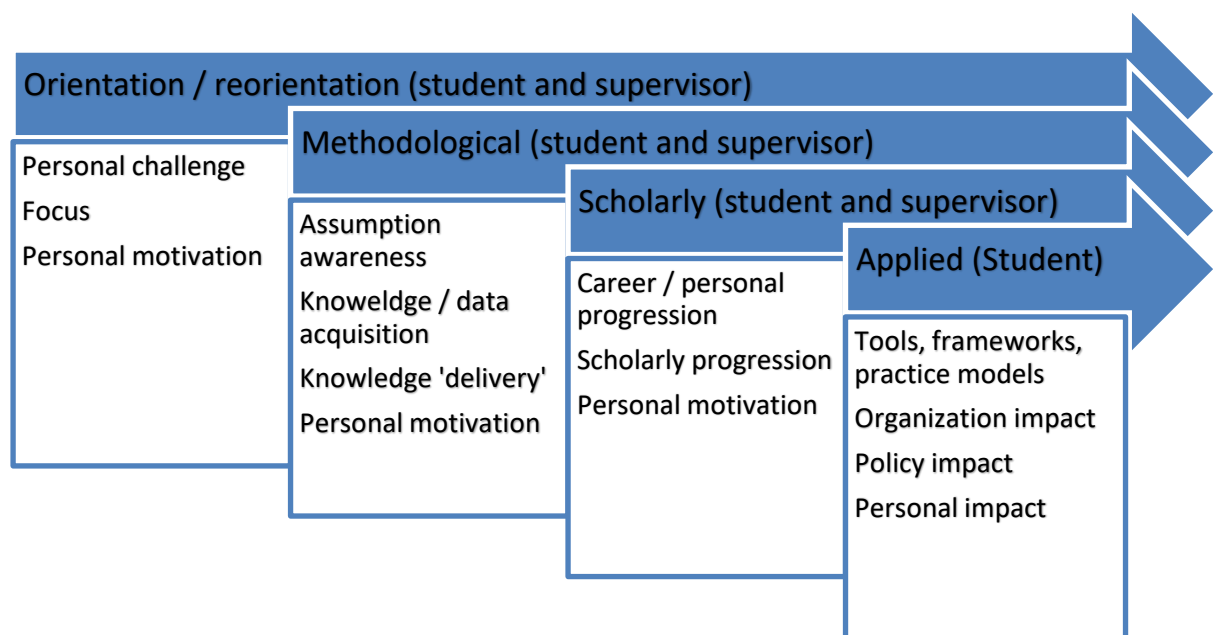 Orientation / reorientation (student and supervisor)
Personal challenge
Focus
Personal motivation
Methodological (student and supervisor)
Assumption
awareness
Knoweldge / data
acquisition
Knowledge 'delivery'
Personal motivation
Scholarly (student and supervisor)
Career / personal
progression
Scholarly progression
Personal motivation
Applied (Student)
Tools, frameworks,
practice models
Organization impact
Policy impact
Personal impact